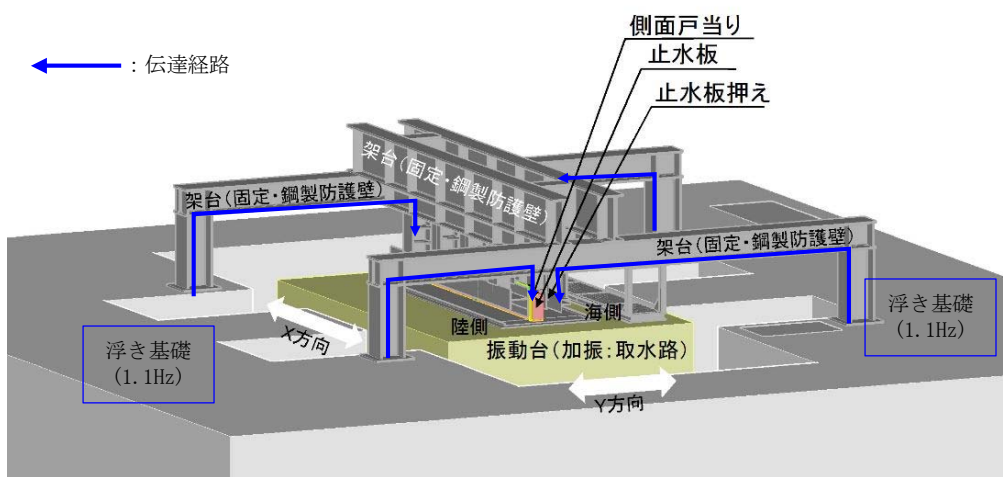 側面戸当り
止水板
止水板押え
：伝達経路
架台(固定・鋼製防護壁)
架台(固定・鋼製防護壁)
架台(固定・鋼製防護壁)
陸側
海側
X方向
振動台(加振:取水路)
Y方向
浮き基礎
(1.1Hz)
浮き基礎
(1.1Hz)